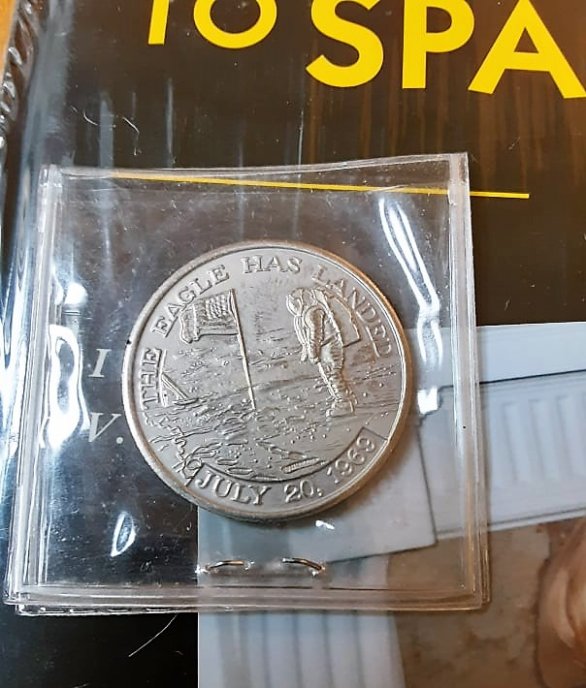 TO SPA
THE EAGLE HAS LANDED
I
V.
JULY 20, 1969